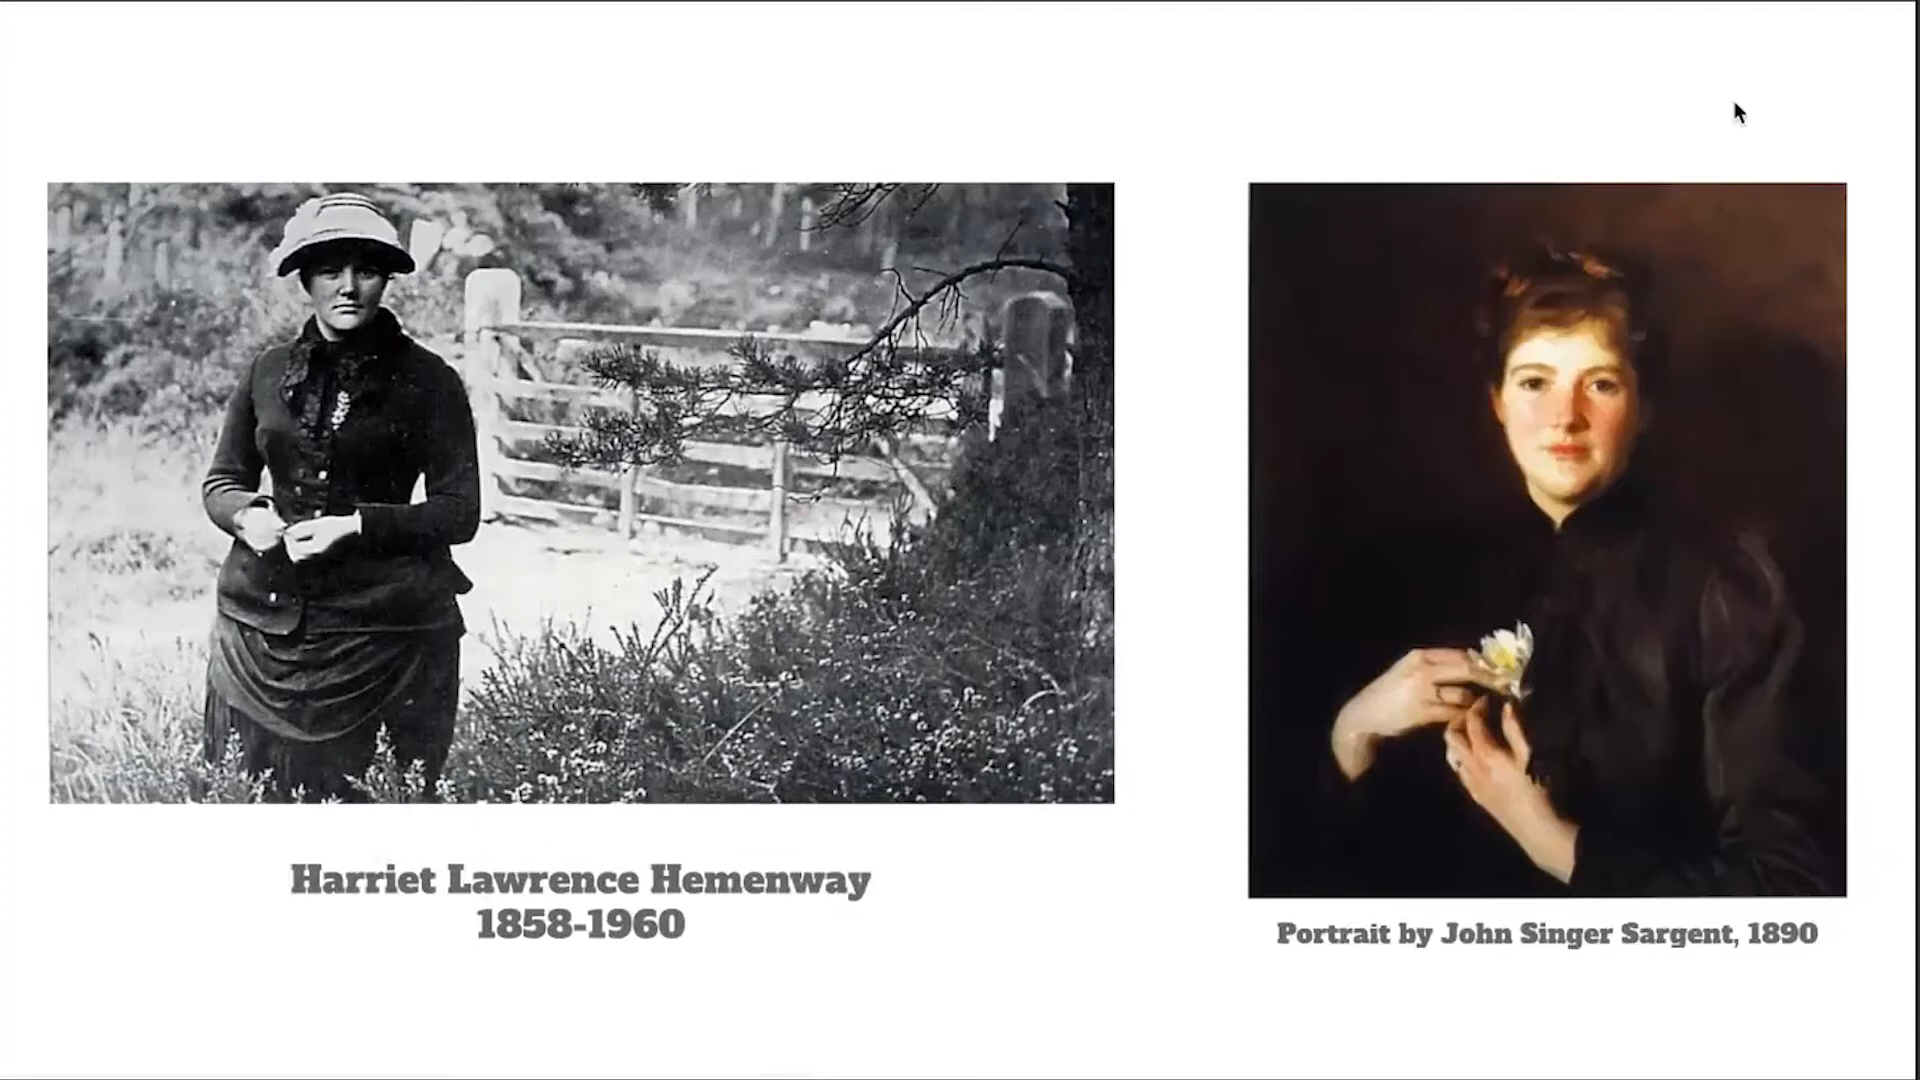 Harriet Lawrence Hemenway
1858-1960
Portrait by John Singer Sargent, 1890